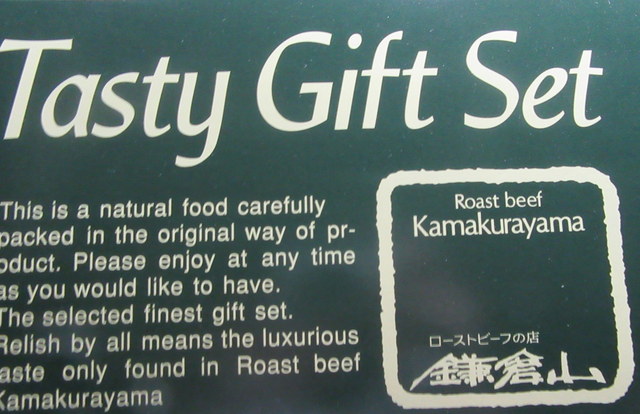 Tasty Gift Set
This is a natural food carefully
packed in the original way of pr-
oduct. Please enjoy at any time
as you would like to have.
The selected finest gift set.
Relish by all means the luxurious
taste only found in Roast beef
Kamakurayama
Roast beef
Kamakurayama
ローストビーフの店
鎌倉山